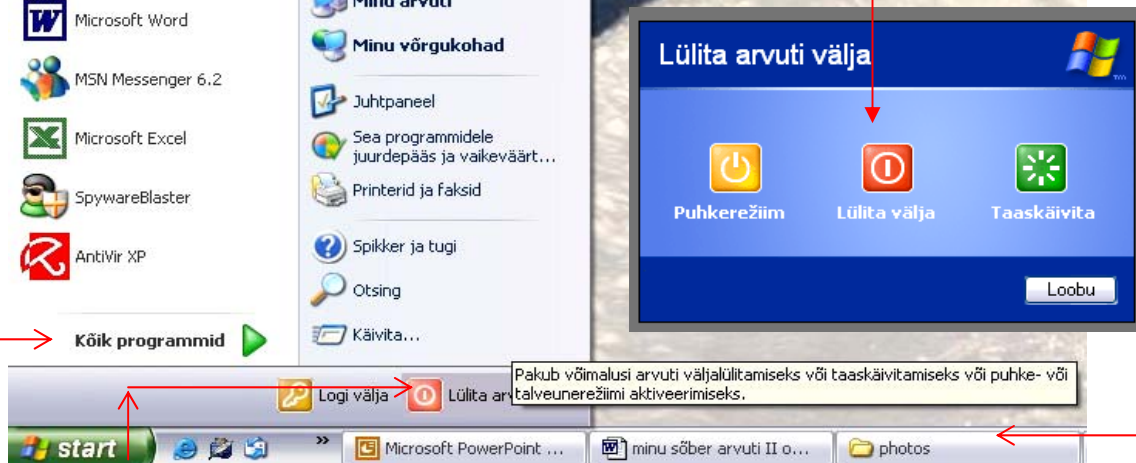 Microsoft Word
MSN Messenger 6.2
Microsoft Excel
SpywareBlaster
AntiVir XP
Kõik programmid
Minu arvuti
Minu võrgukohad
Juhtpaneel
Sea programmidele
juurdepääs ja vaikeväärt...
Printerid ja faksid
Spikker ja tugi
Otsing
Käivita...
Lülita arvuti välja
Puhkerežiim
Lülita välja
Taaskäivita
Loobu
Logi välja
Lülita ar
Pakub võimalusi arvuti väljalülitamiseks või taaskäivitamiseks või puhke- või
talveunerežiimi aktiveerimiseks.
start
»
Microsoft PowerPoint ...
minu sõber arvuti II o...
photos